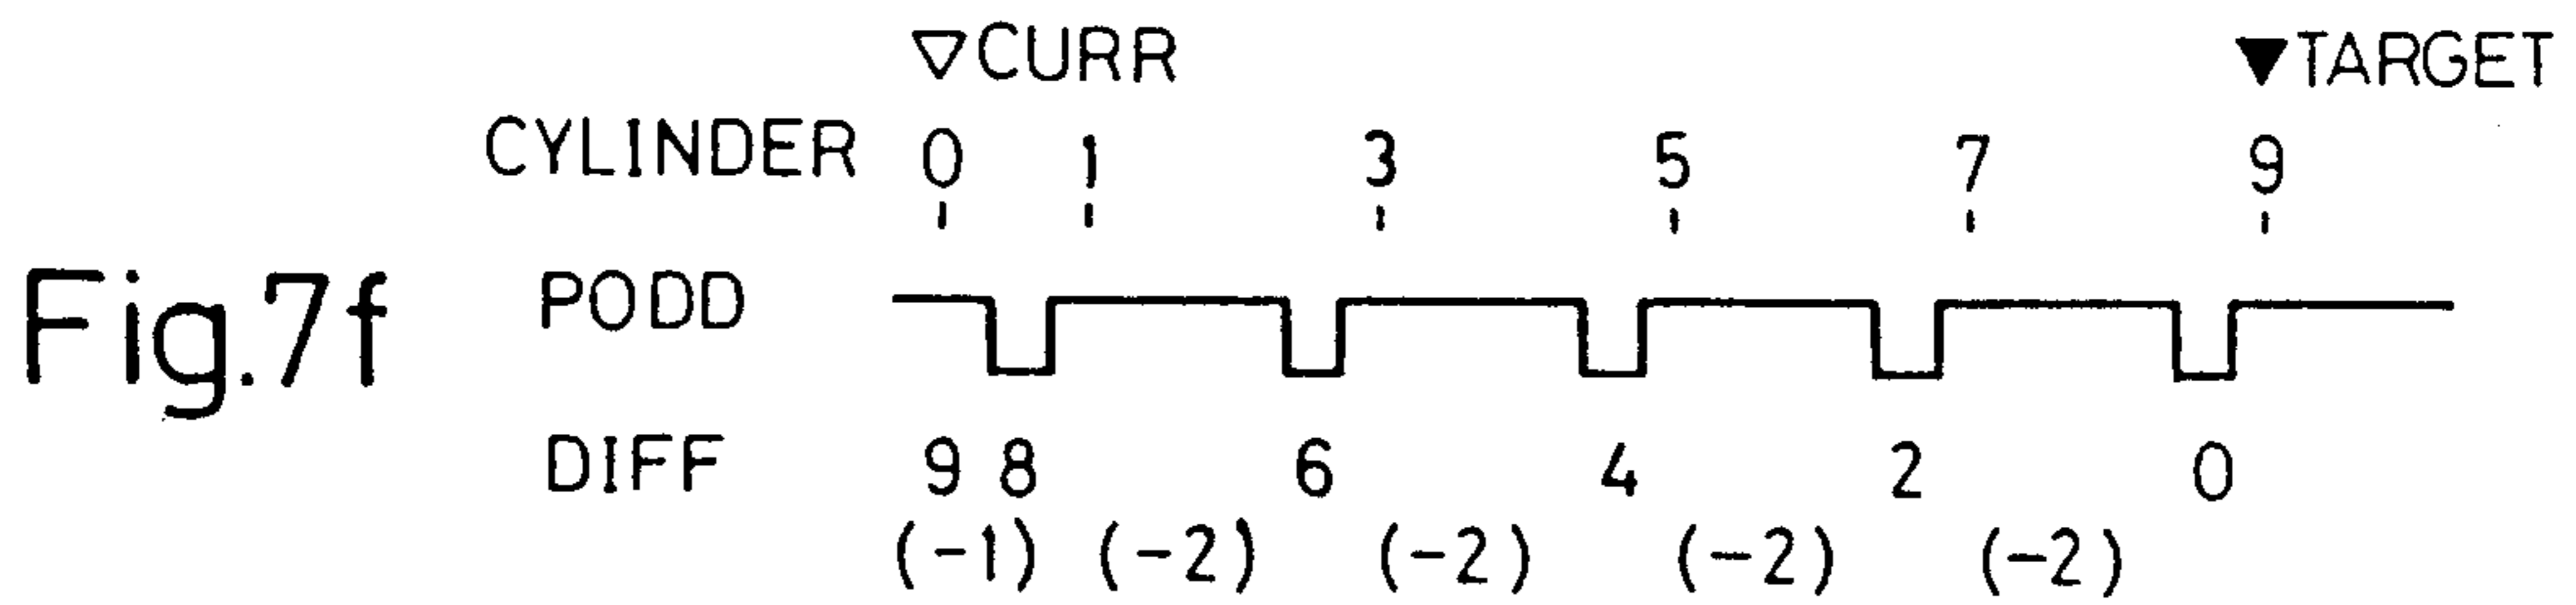 ▽CURR ▼TARGET
CYLINDER 0 1 3 5 7 9
Fig.7f PODD
DIFF 9 8 6 4 2 0
(-1) (-2) (-2) (-2) (-2)